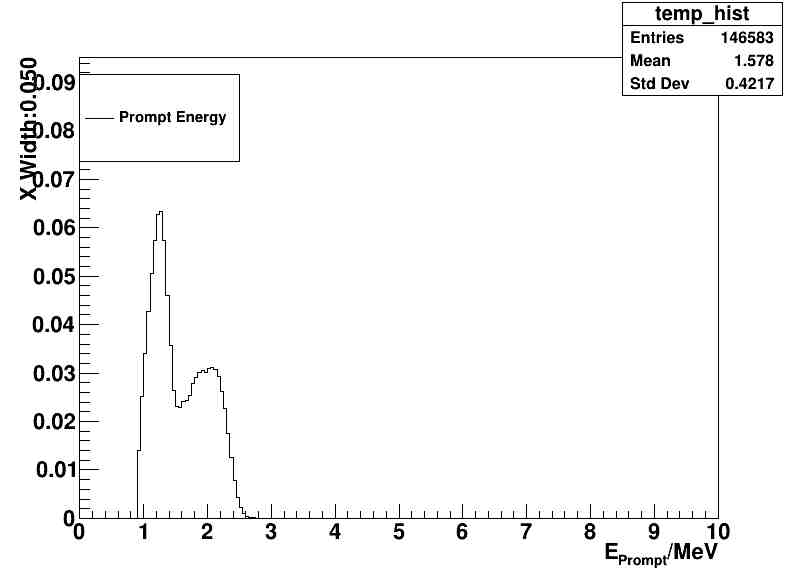 temp_hist
Entries 146583
Mean 1.578
Std Dev 0.4217
X Width:0.050
Prompt Energy
0.09
0.08
0.07
0.06
0.05
0.04
0.03
0.02
0.01
0
0 1 2 3 4 5 6 7 8 9 10
E_Prompt/MeV